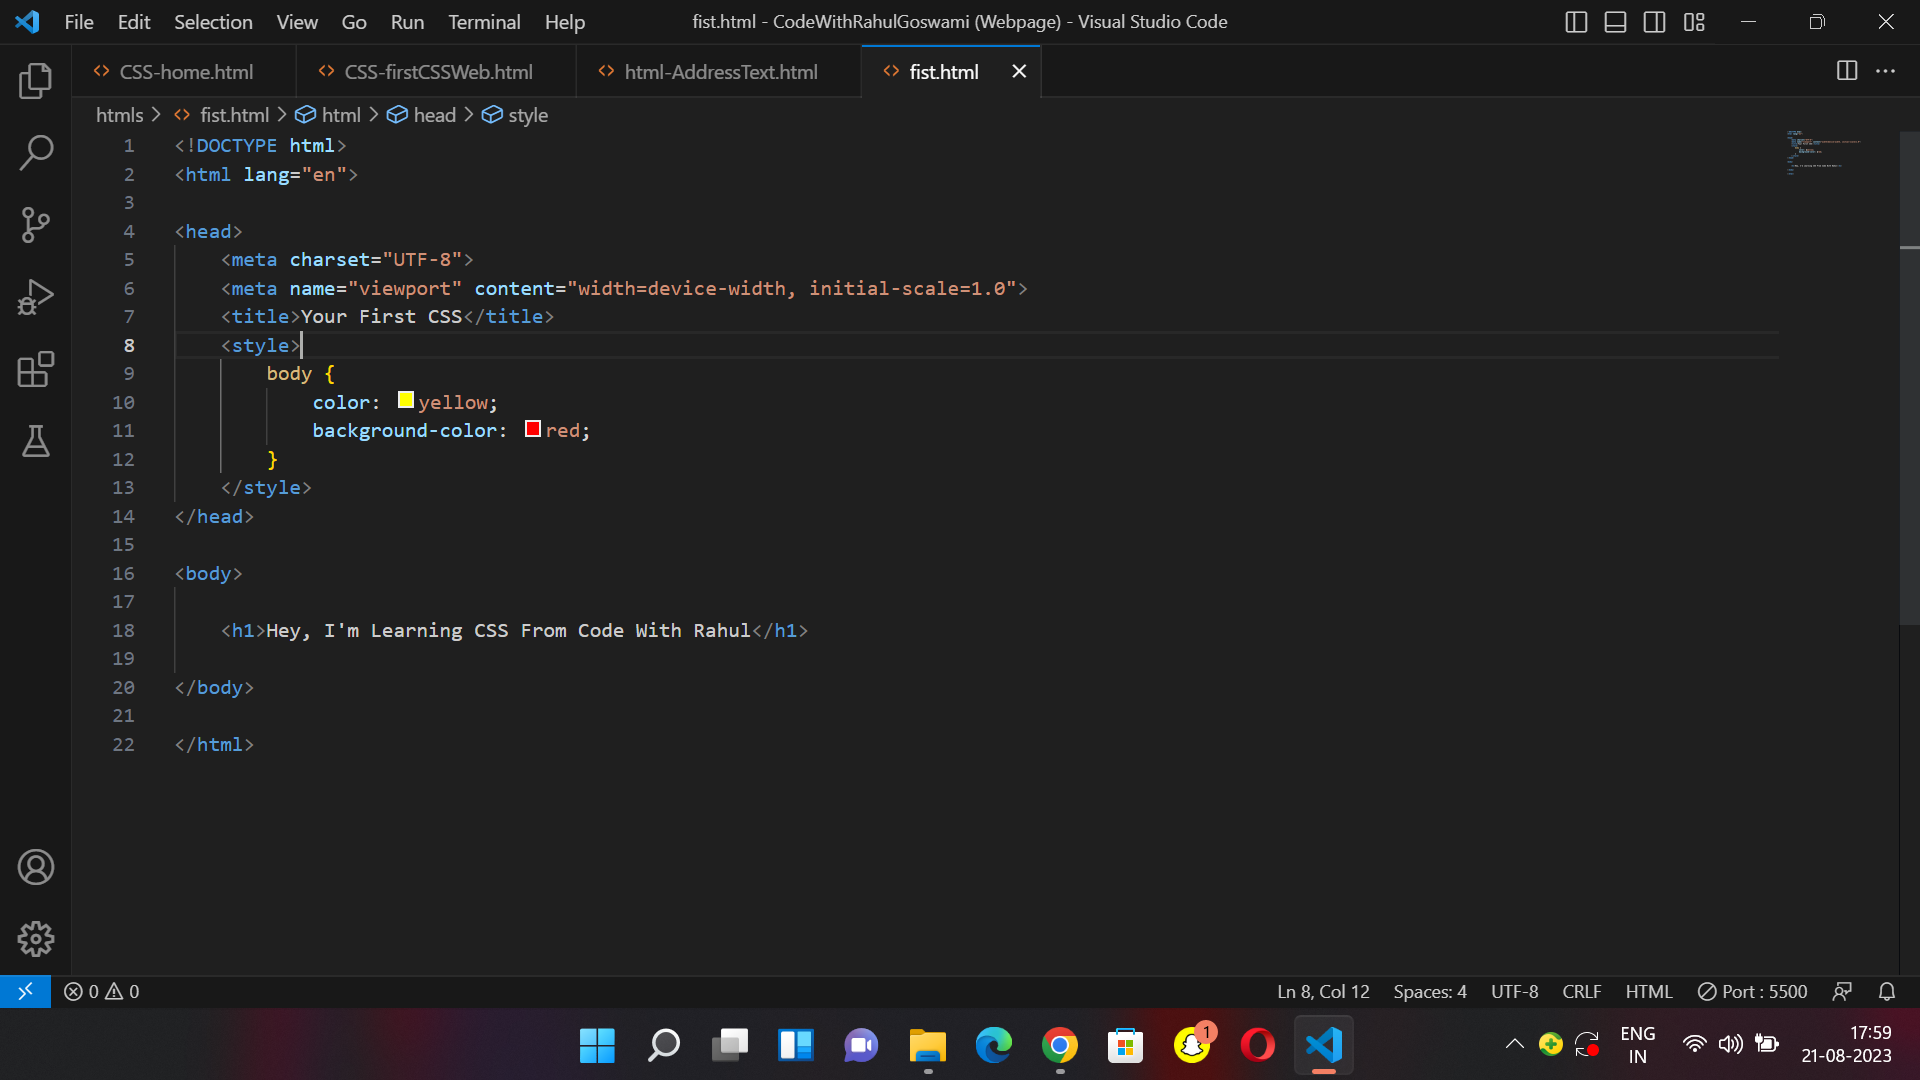 File Edit Selection View Go Run Terminal Help fist.html - CodeWithRahulGoswami (Webpage) - Visual Studio Code
CSS-home.html CSS-firstCSSWeb.html html-AddressText.html fist.html
htmls > fist.html > html > head > style
1 <!DOCTYPE html>
2 <html lang="en">
3
4 <head>
5 <meta charset="UTF-8">
6 <meta name="viewport" content="width=device-width, initial-scale=1.0">
7 <title>Your First CSS</title>
8 <style>
9 body {
10 color: yellow;
11 background-color: red;
12 }
13 </style>
14 </head>
15
16 <body>
17
18 <h1>Hey, I'm Learning CSS From Code With Rahul</h1>
19
20 </body>
21
22 </html>
0 0 Ln 8, Col 12 Spaces: 4 UTF-8 CRLF HTML Port : 5500
1
ENG
IN
17:59
21-08-2023